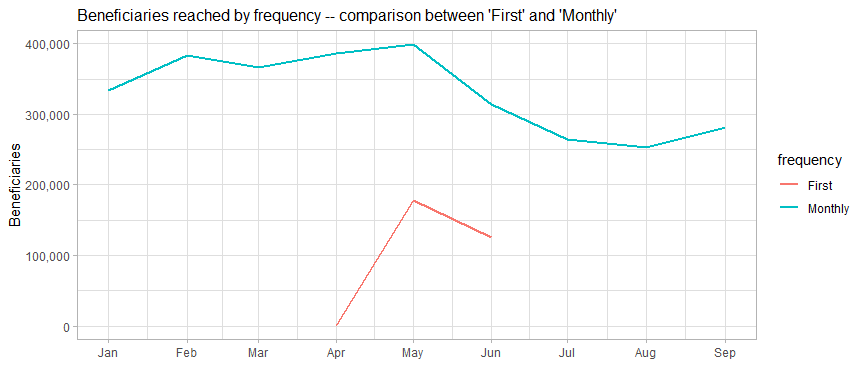 Beneficiaries reached by frequency -- comparison between 'First' and 'Monthly'
400,000
300,000
200,000
100,000
0
Beneficiaries
Jan Feb Mar Apr May Jun Jul Aug Sep
frequency
First
Monthly